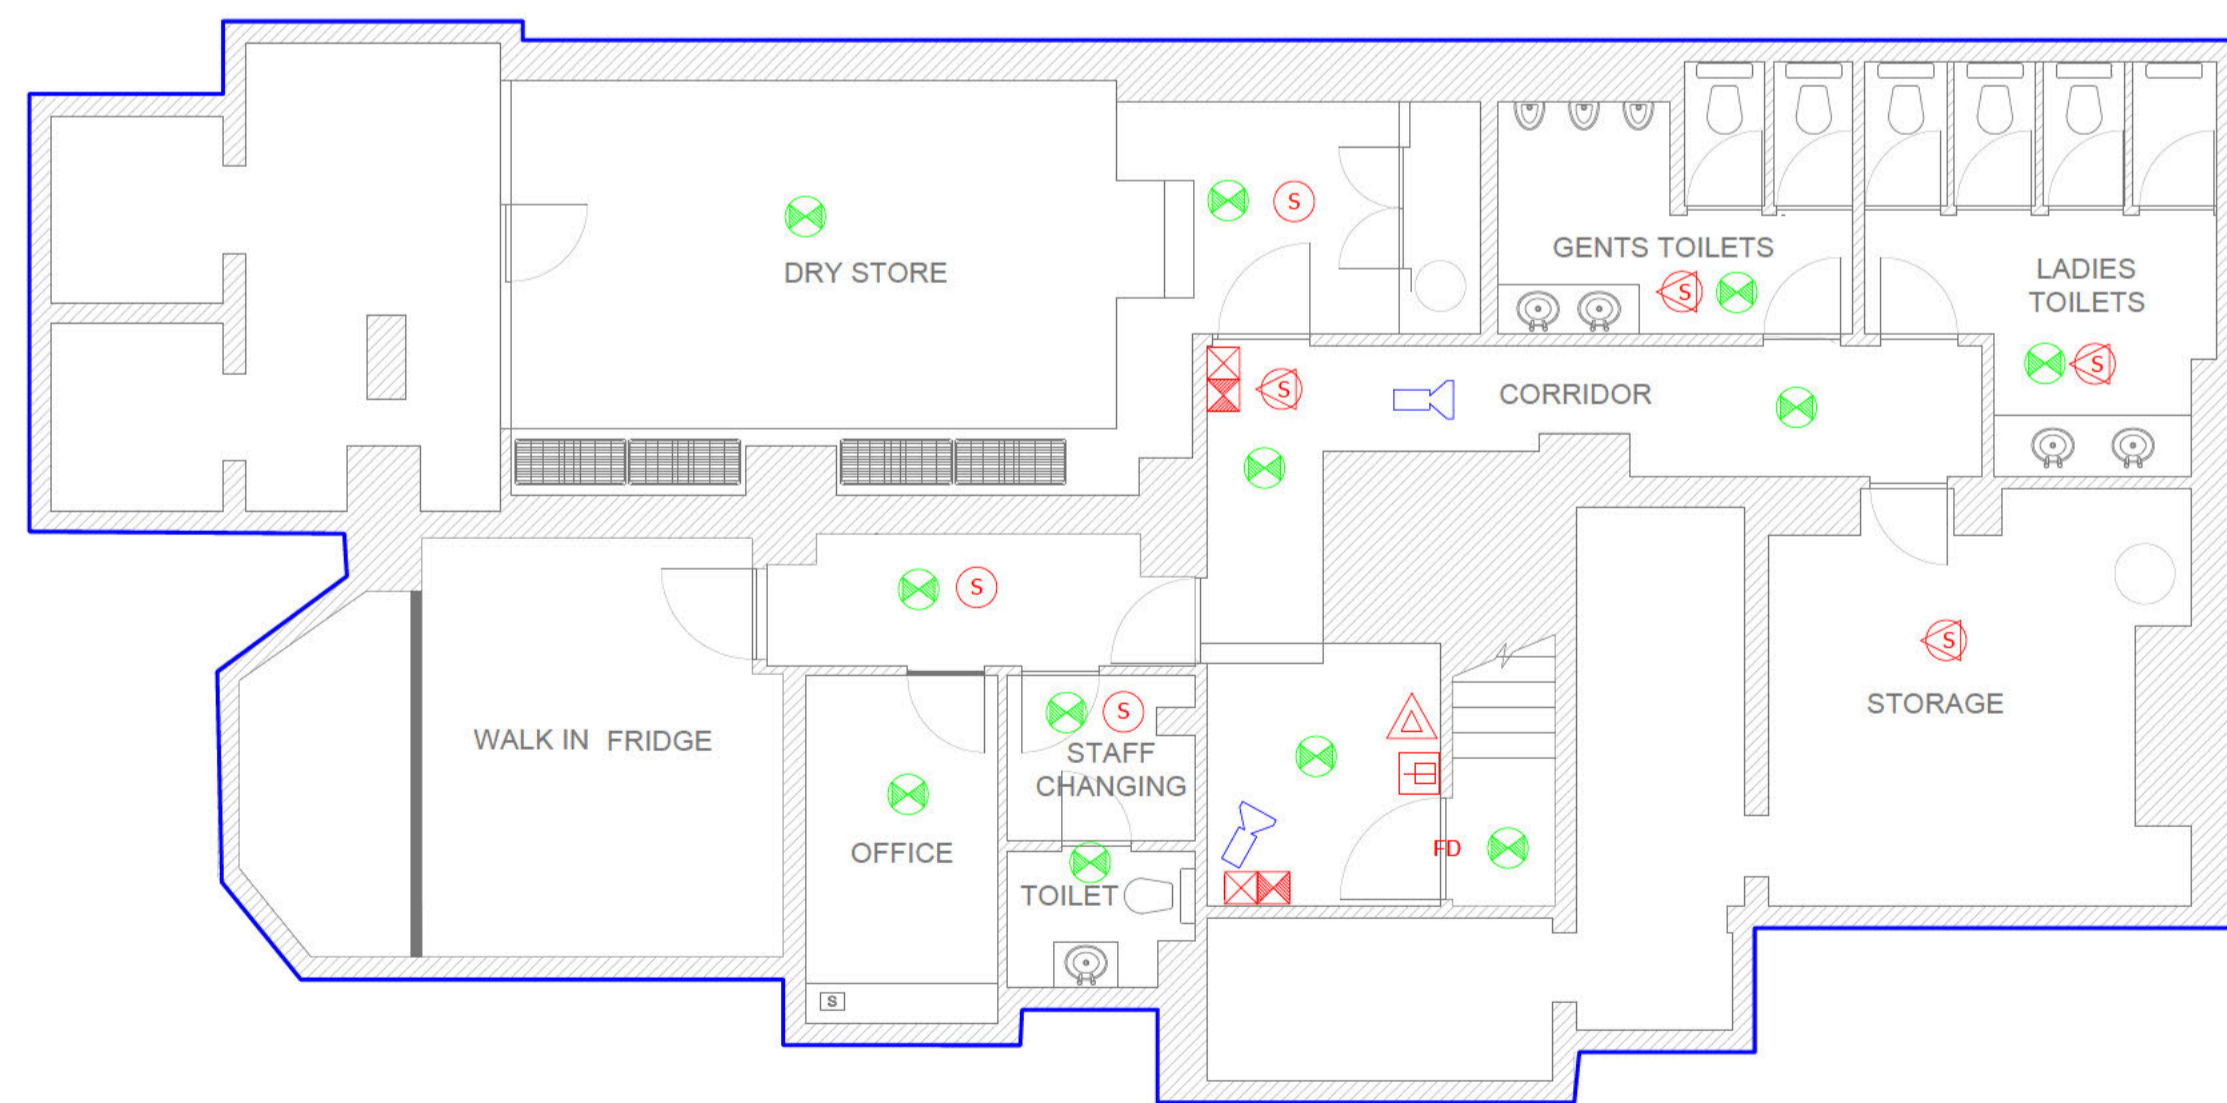 S
DRY STORE
GENTS TOILETS
S
LADIES
TOILETS
S
S
CORRIDOR
S
S
S
STORAGE
WALK IN FRIDGE
S
STAFF
CHANGING
OFFICE
FD
TOILET
S